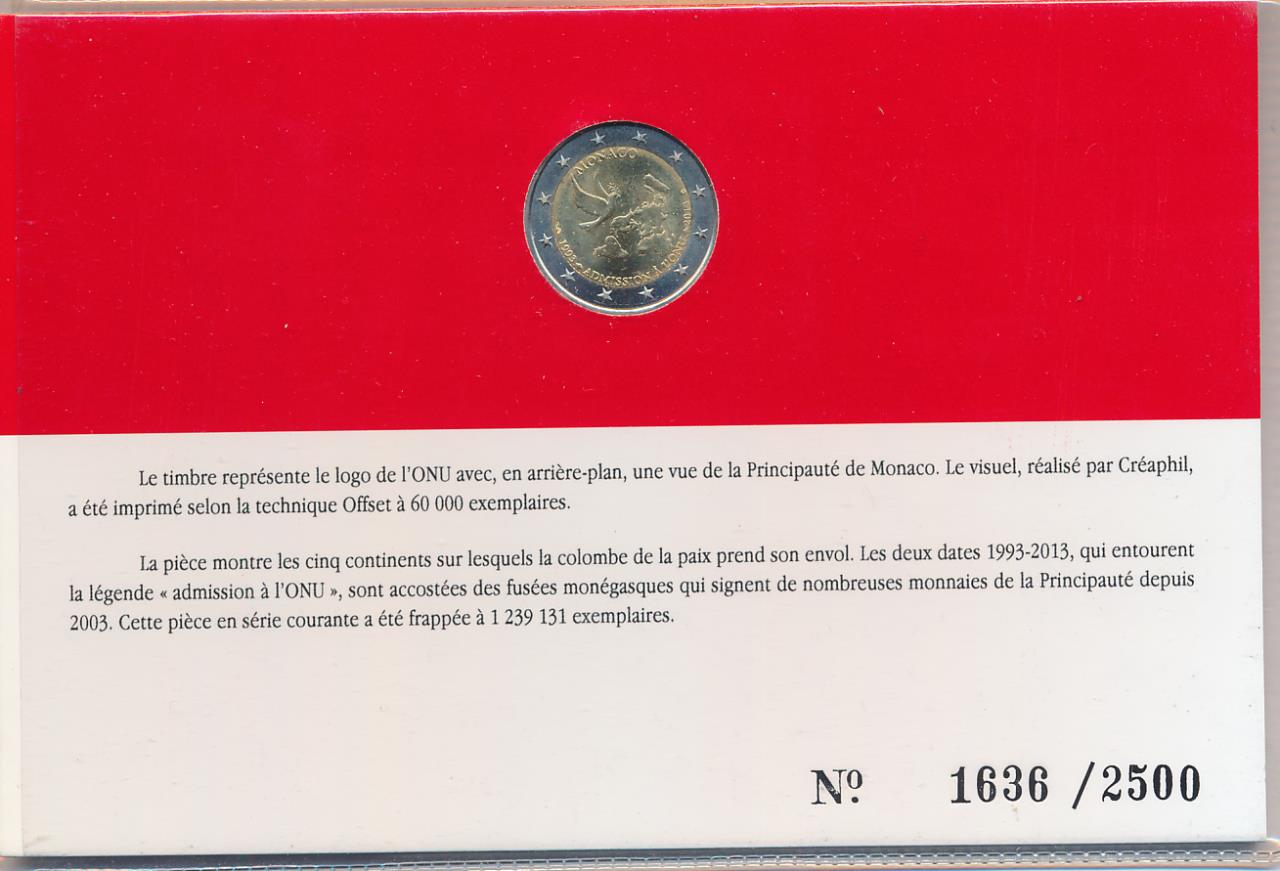 MONACO
1993 ADMISSION À L'ONU 2013
Le timbre représente le logo de l'ONU avec, en arrière-plan, une vue de la Principauté de Monaco. Le visuel, réalisé par Créaphil,
a été imprimé selon la technique Offset à 60 000 exemplaires.
La pièce montre les cinq continents sur lesquels la colombe de la paix prend son envol. Les deux dates 1993-2013, qui entourent
la légende « admission à l'ONU », sont accostées des fusées monégasques qui signent de nombreuses monnaies de la Principauté depuis
2003. Cette pièce en série courante a été frappée à 1 239 131 exemplaires.
Nº 1636 /2500